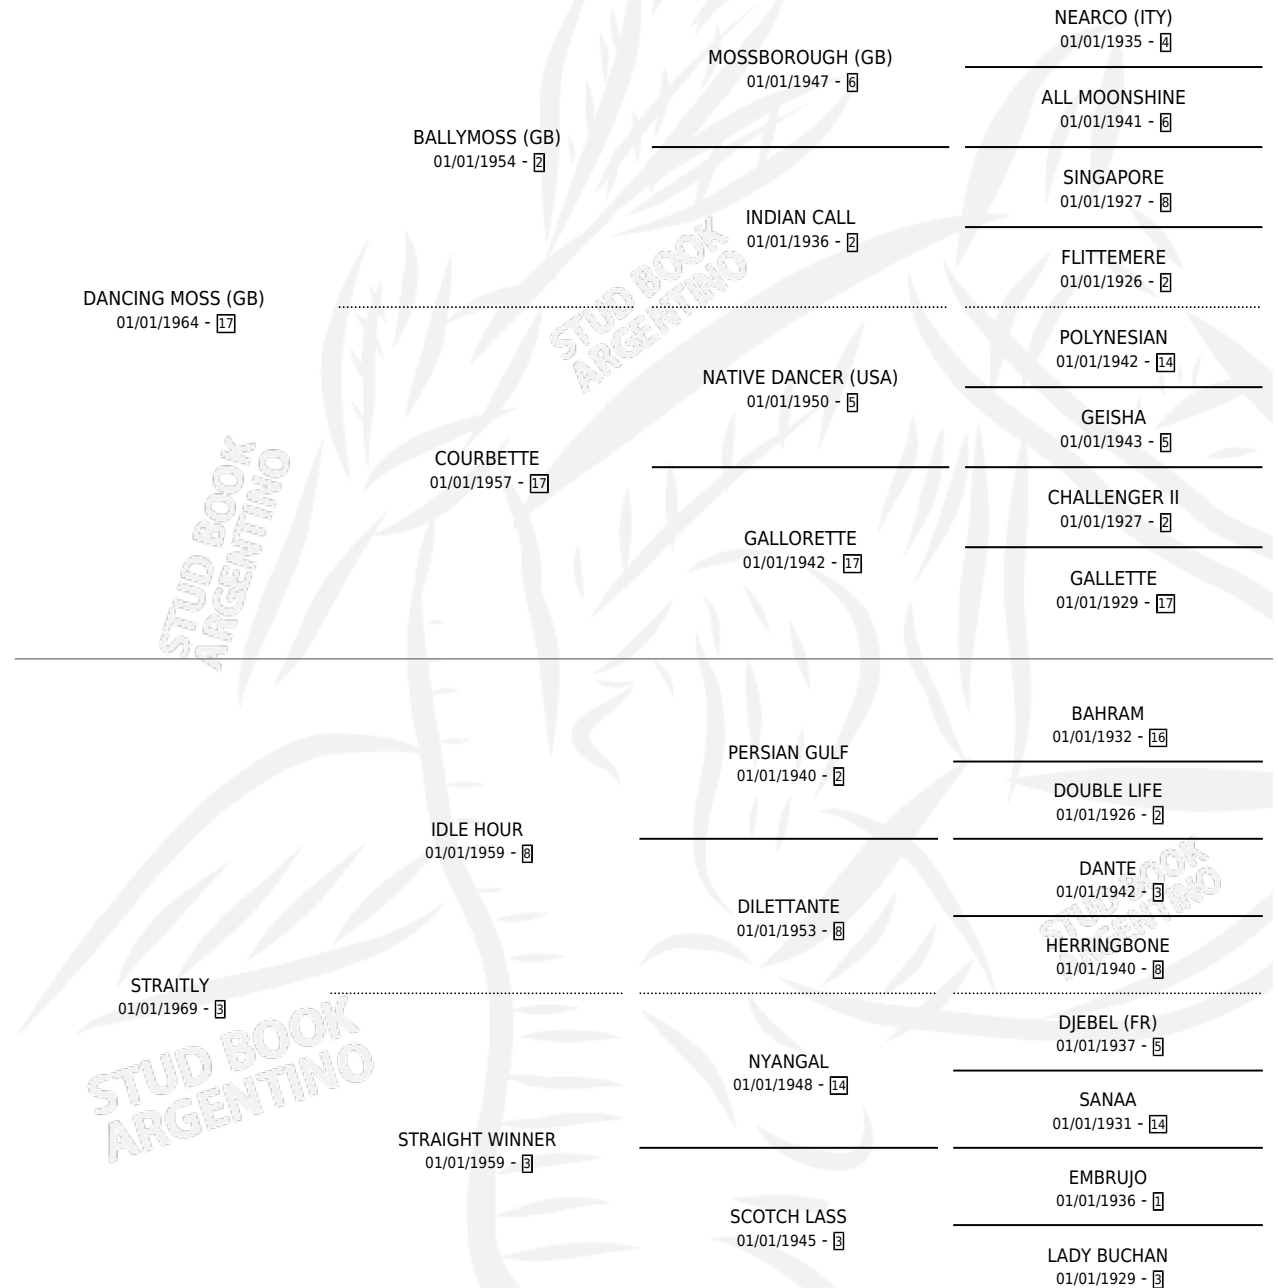 NEARCO (ITY)
01/01/1935 - 4
MOSSBOROUGH (GB)
01/01/1947 - 6
ALL MOONSHINE
01/01/1941 - 6
BALLYMOSS (GB)
01/01/1954 - 2
SINGAPORE
01/01/1927 - 8
INDIAN CALL
01/01/1936 - 2
FLITTEMERE
01/01/1926 - 2
DANCING MOSS (GB)
01/01/1964 - 17
POLYNESIAN
01/01/1942 - 14
NATIVE DANCER (USA)
01/01/1950 - 5
GEISHA
01/01/1943 - 5
COURBETTE
01/01/1957 - 17
CHALLENGER II
01/01/1927 - 2
GALLORETTE
01/01/1942 - 17
GALLETTE
01/01/1929 - 17
BAHRAM
01/01/1932 - 16
PERSIAN GULF
01/01/1940 - 2
DOUBLE LIFE
01/01/1926 - 2
IDLE HOUR
01/01/1959 - 8
DANTE
01/01/1942 - 3
DILETTANTE
01/01/1953 - 8
HERRINGBONE
01/01/1940 - 8
STRAITLY
01/01/1969 - 3
DJEBEL (FR)
01/01/1937 - 5
NYANGAL
01/01/1948 - 14
SANAA
01/01/1931 - 14
STRAIGHT WINNER
01/01/1959 - 3
EMBRUJO
01/01/1936 - 1
SCOTCH LASS
01/01/1945 - 3
LADY BUCHAN
01/01/1929 - 3
STUD BOOK
ARGENTINO
STUD BOOK
ARGENTINO
STUD BOOK
ARGENTINO
STUD BOOK
ARGENTINO